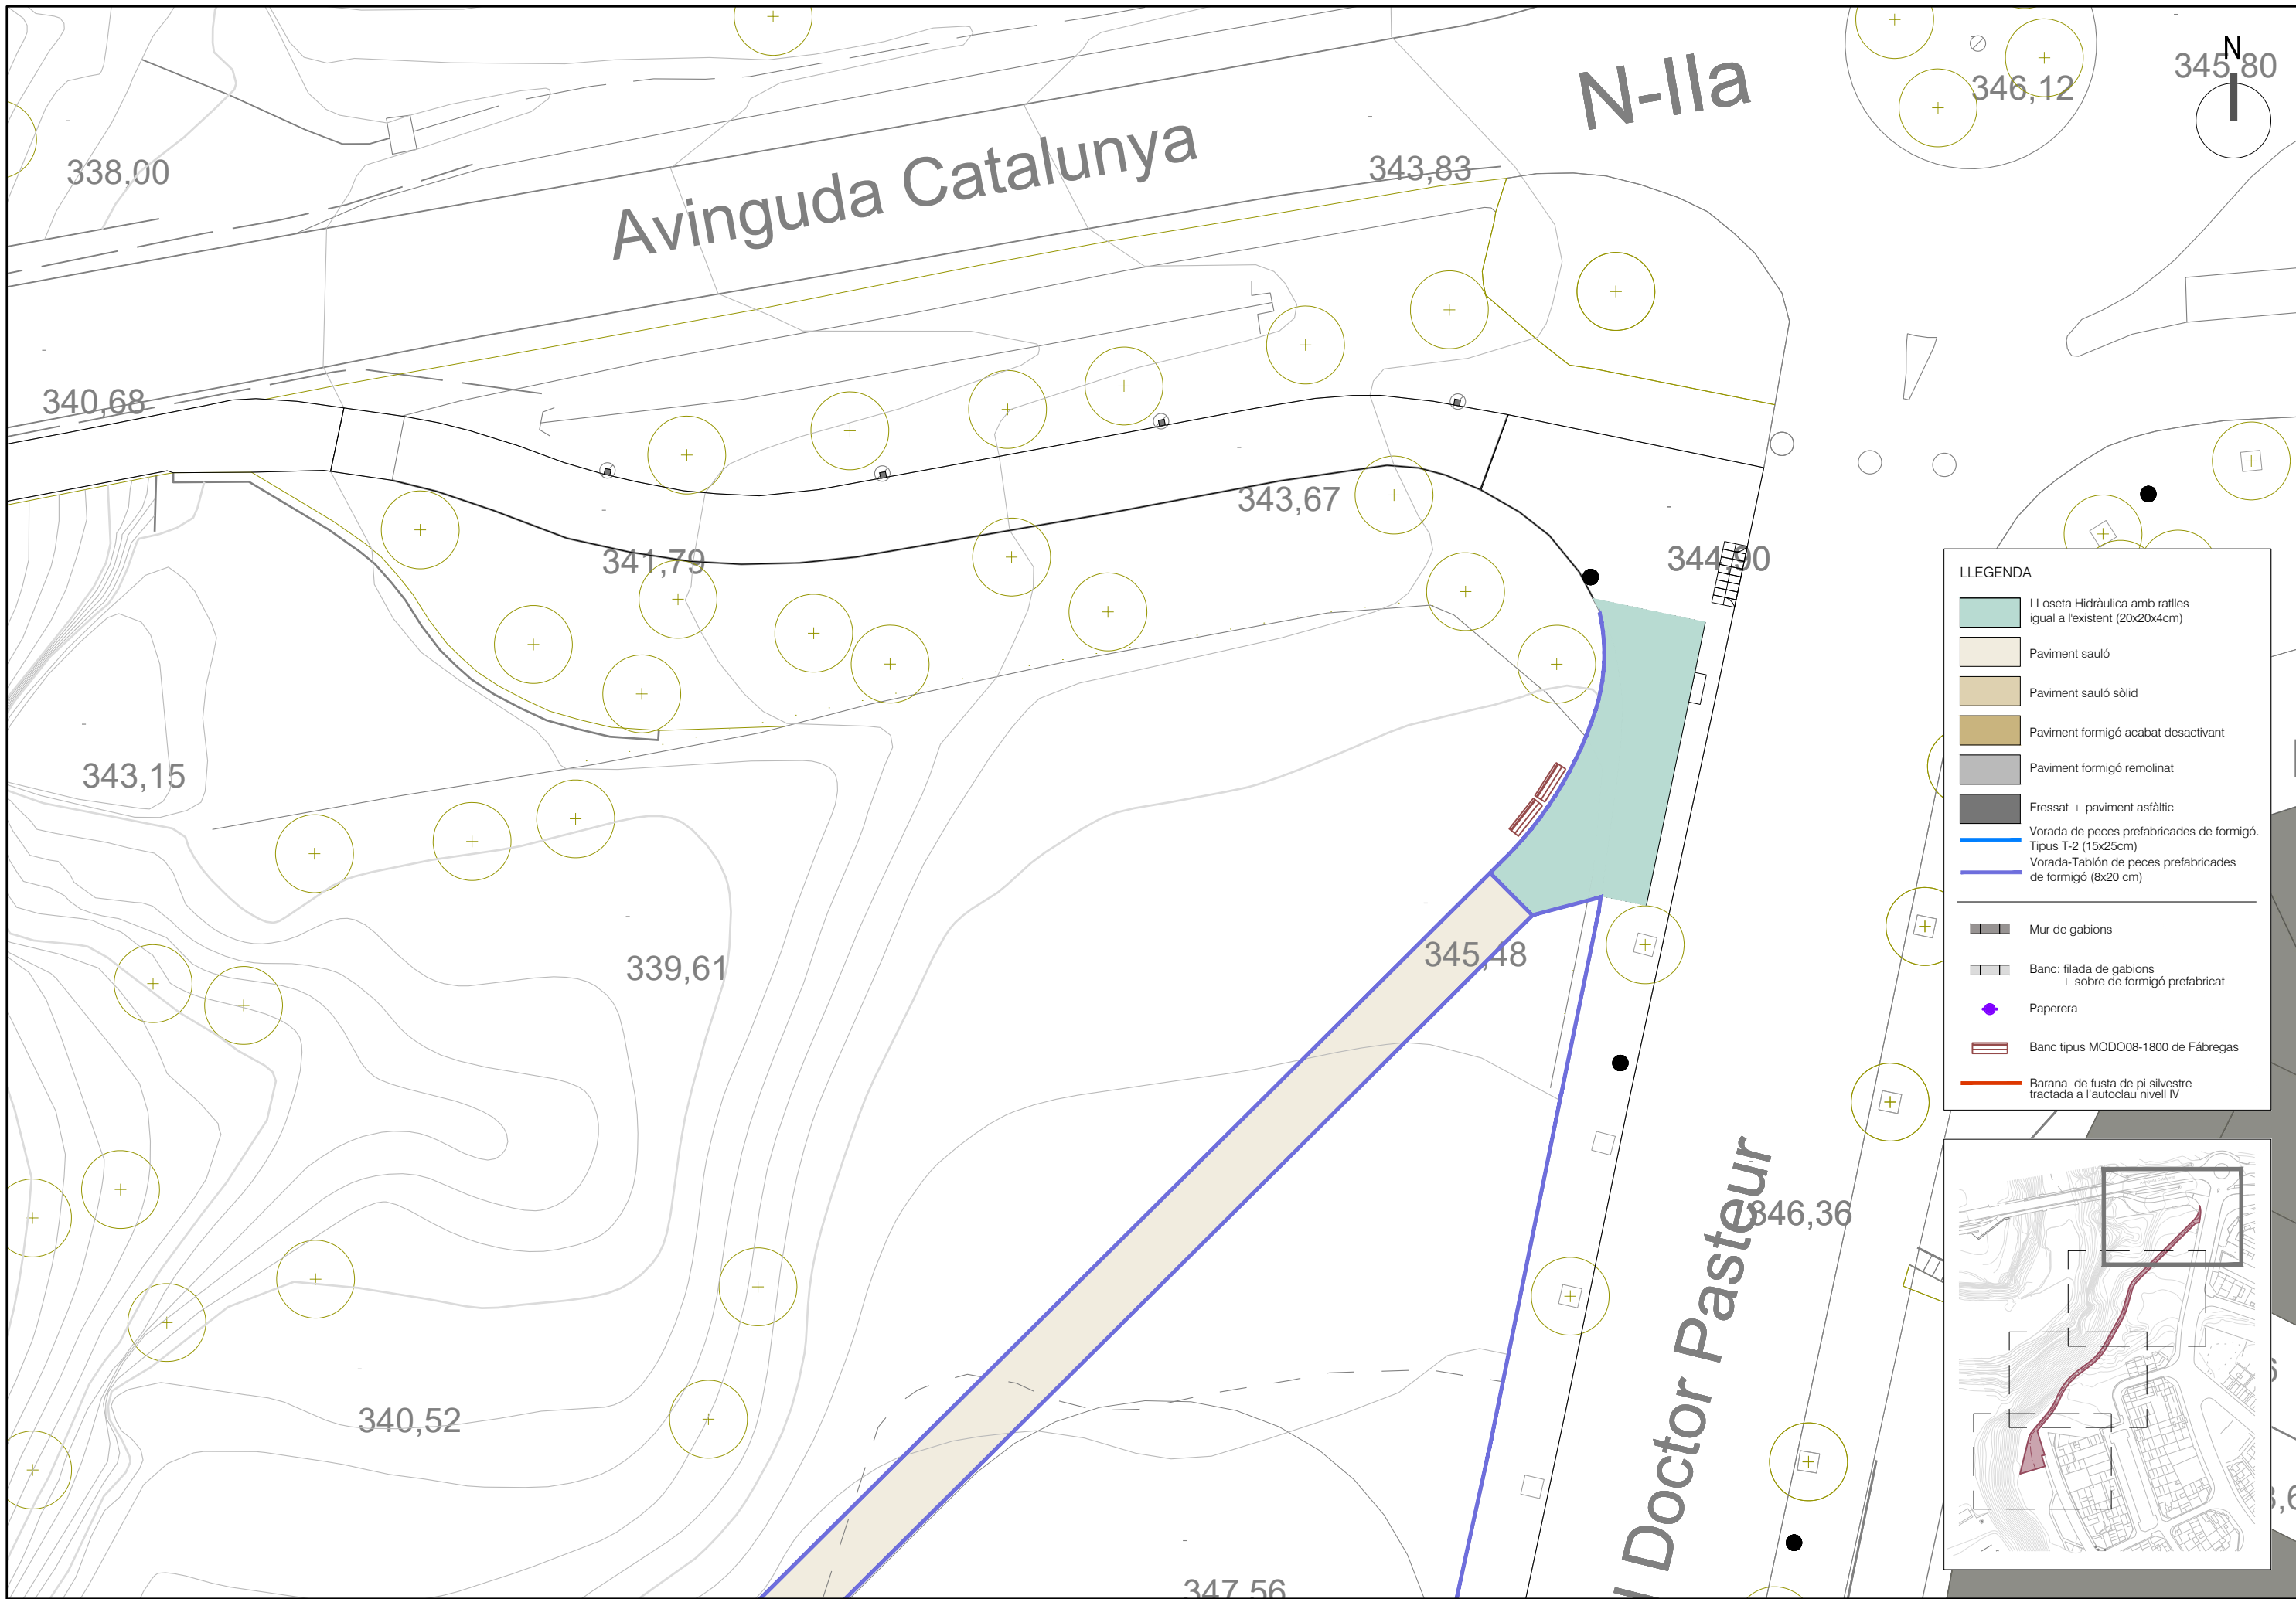 N-IIa
N
345,80
346,12
Avinguda Catalunya
343,83
338,00
340,68
343,67
341,79
344,90
343,15
339,61
345,48
346,36
340,52
347,56
Doctor Pasteur
LLEGENDA
LLoseta Hidràulica amb ratlles
igual a l'existent (20x20x4cm)
Paviment sauló
Paviment sauló sòlid
Paviment formigó acabat desactivant
Paviment formigó remolinat
Fressat + paviment asfàltic
Vorada de peces prefabricades de formigó.
Tipus T-2 (15x25cm)
Vorada-Tablón de peces prefabricades
de formigó (8x20 cm)
Mur de gabions
Banc: filada de gabions
+ sobre de formigó prefabricat
Paperera
Banc tipus MODO08-1800 de Fábregas
Barana de fusta de pi silvestre
tractada a l'autoclau nivell IV